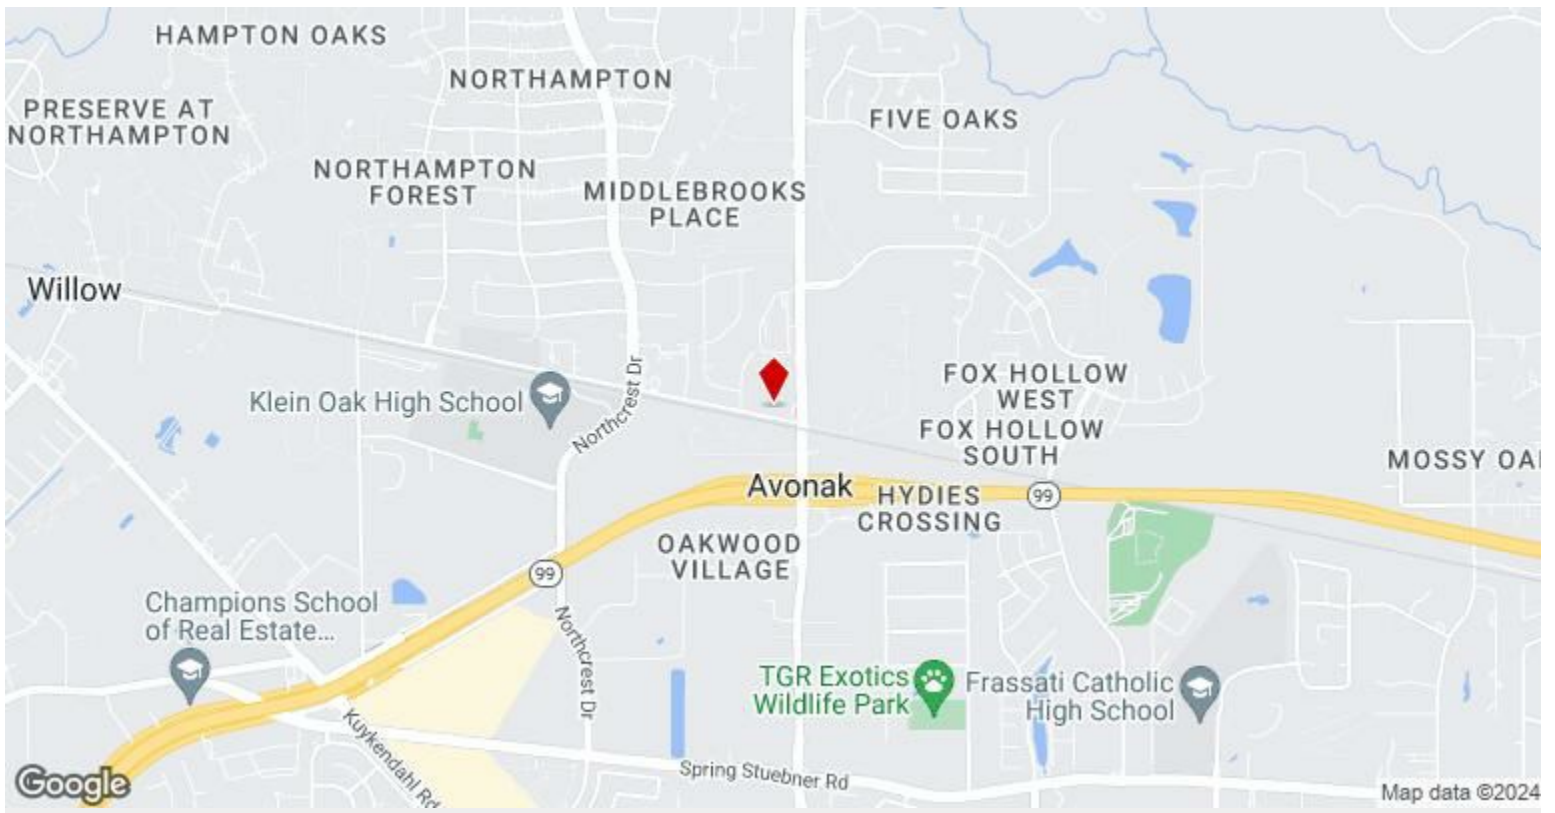 HAMPTON OAKS
NORTHAMPTON
PRESERVE AT
NORTHAMPTON
FIVE OAKS
NORTHAMPTON
FOREST
MIDDLEBROOKS
PLACE
Willow
Klein Oak High School
Northcrest Dr
FOX HOLLOW
WEST
FOX HOLLOW
SOUTH
MOSSY OA
Avonak
HYDIES
CROSSING
99
OAKWOOD
VILLAGE
99
Champions School
of Real Estate...
Northcrest Dr
TGR Exotics
Wildlife Park
Frassati Catholic
High School
Kuykendahl Rd
Spring Stuebner Rd
Google
Map data ©2024